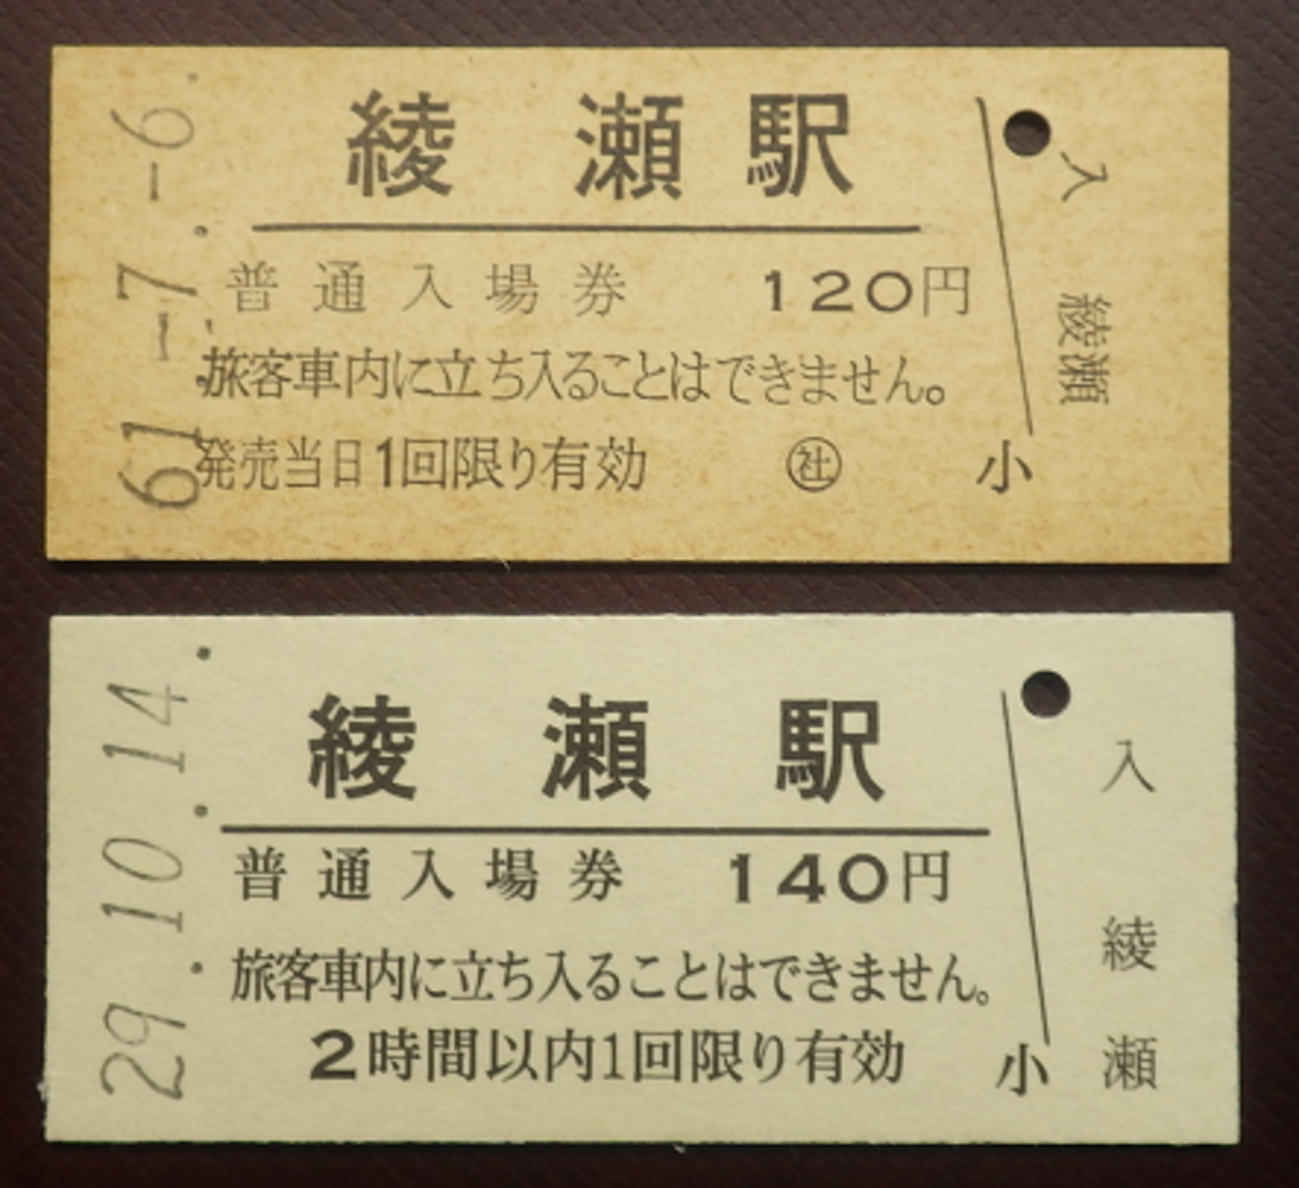 綾瀬駅
普通入場券 120円
旅客車内に立ち入ることはできません。
発売当日1回限り有効 ㊓ 小
入 綾瀬
61.-7.-6.
綾瀬駅
普通入場券 140円
旅客車内に立ち入ることはできません。
2時間以内1回限り有効 小
入 綾瀬
29.10.14.